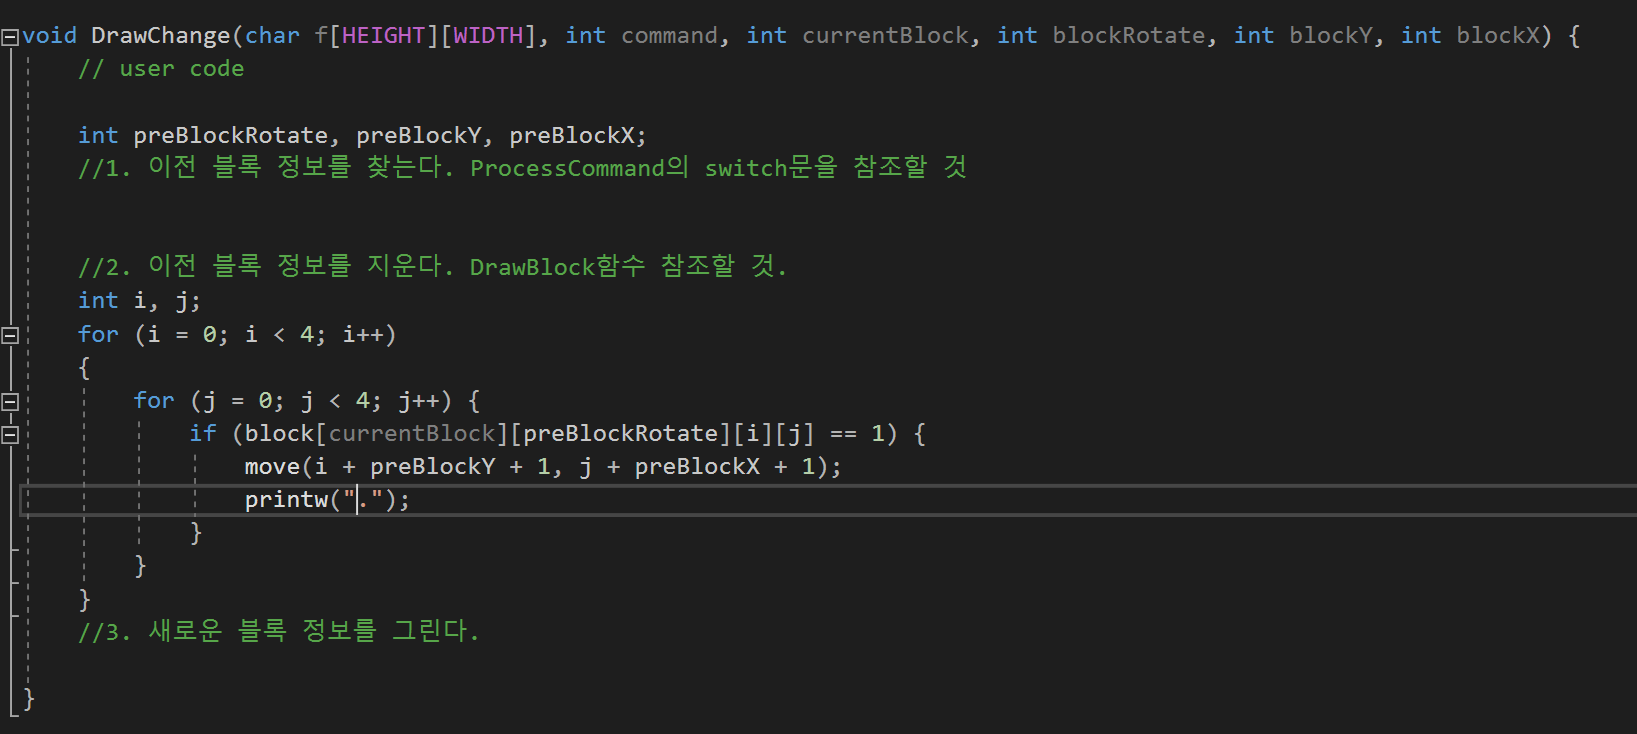 void DrawChange(char f[HEIGHT][WIDTH], int command, int currentBlock, int blockRotate, int blockY, int blockX) {
// user code
int preBlockRotate, preBlockY, preBlockX;
//1. 이전 블록 정보를 찾는다. ProcessCommand의 switch문을 참조할 것
//2. 이전 블록 정보를 지운다. DrawBlock함수 참조할 것.
int i, j;
for (i = 0; i < 4; i++)
{
for (j = 0; j < 4; j++) {
if (block[currentBlock][preBlockRotate][i][j] == 1) {
move(i + preBlockY + 1, j + preBlockX + 1);
printw(".");
}
}
}
//3. 새로운 블록 정보를 그린다.
}